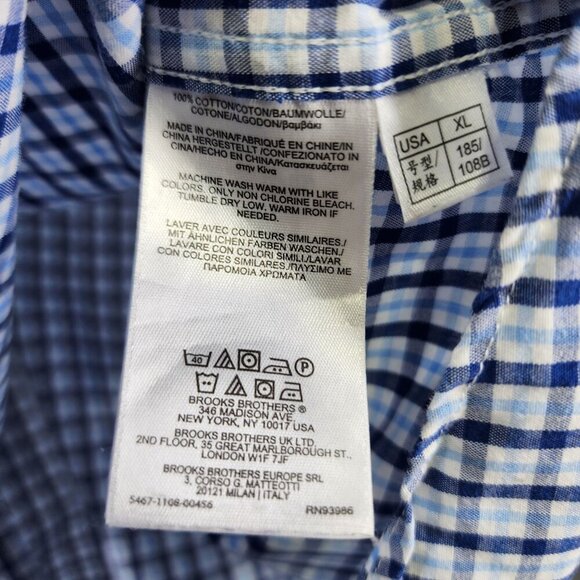 100% COTTON/COTON/BAUMWOLLE/
COTONE/ALGODON/Βαμβάκι
MADE IN CHINA/FABRIQUÉ EN CHINE/IN
CHINA HERGESTELLT /CONFEZIONATO IN
CINA/HECHO EN CHINA/Κατασκευάζεται
στην Κίνα
MACHINE WASH WARM WITH LIKE
COLORS. ONLY NON CHLORINE BLEACH.
TUMBLE DRY LOW. WARM IRON IF
NEEDED.
LAVER AVEC COULEURS SIMILAIRES./
MIT ÄHNLICHEN FARBEN WASCHEN./
LAVARE CON COLORI SIMILI/LAVAR
CON COLORES SIMILARES./ΠΛΥΣΙΜΟ ΜΕ
ΠΑΡΟΜΟΙΑ ΧΡΩΜΑΤΑ
40 P
BROOKS BROTHERS ®
346 MADISON AVE
NEW YORK, NY 10017 USA
BROOKS BROTHERS UK LTD.
2ND FLOOR, 35 GREAT MARLBOROUGH ST.,
LONDON W1F 7JF
BROOKS BROTHERS EUROPE SRL
3, CORSO G. MATTEOTTI
20121 MILAN | ITALY
5467-1108-00456 RN93986
USA XL
号型/ 185/
规格 108B